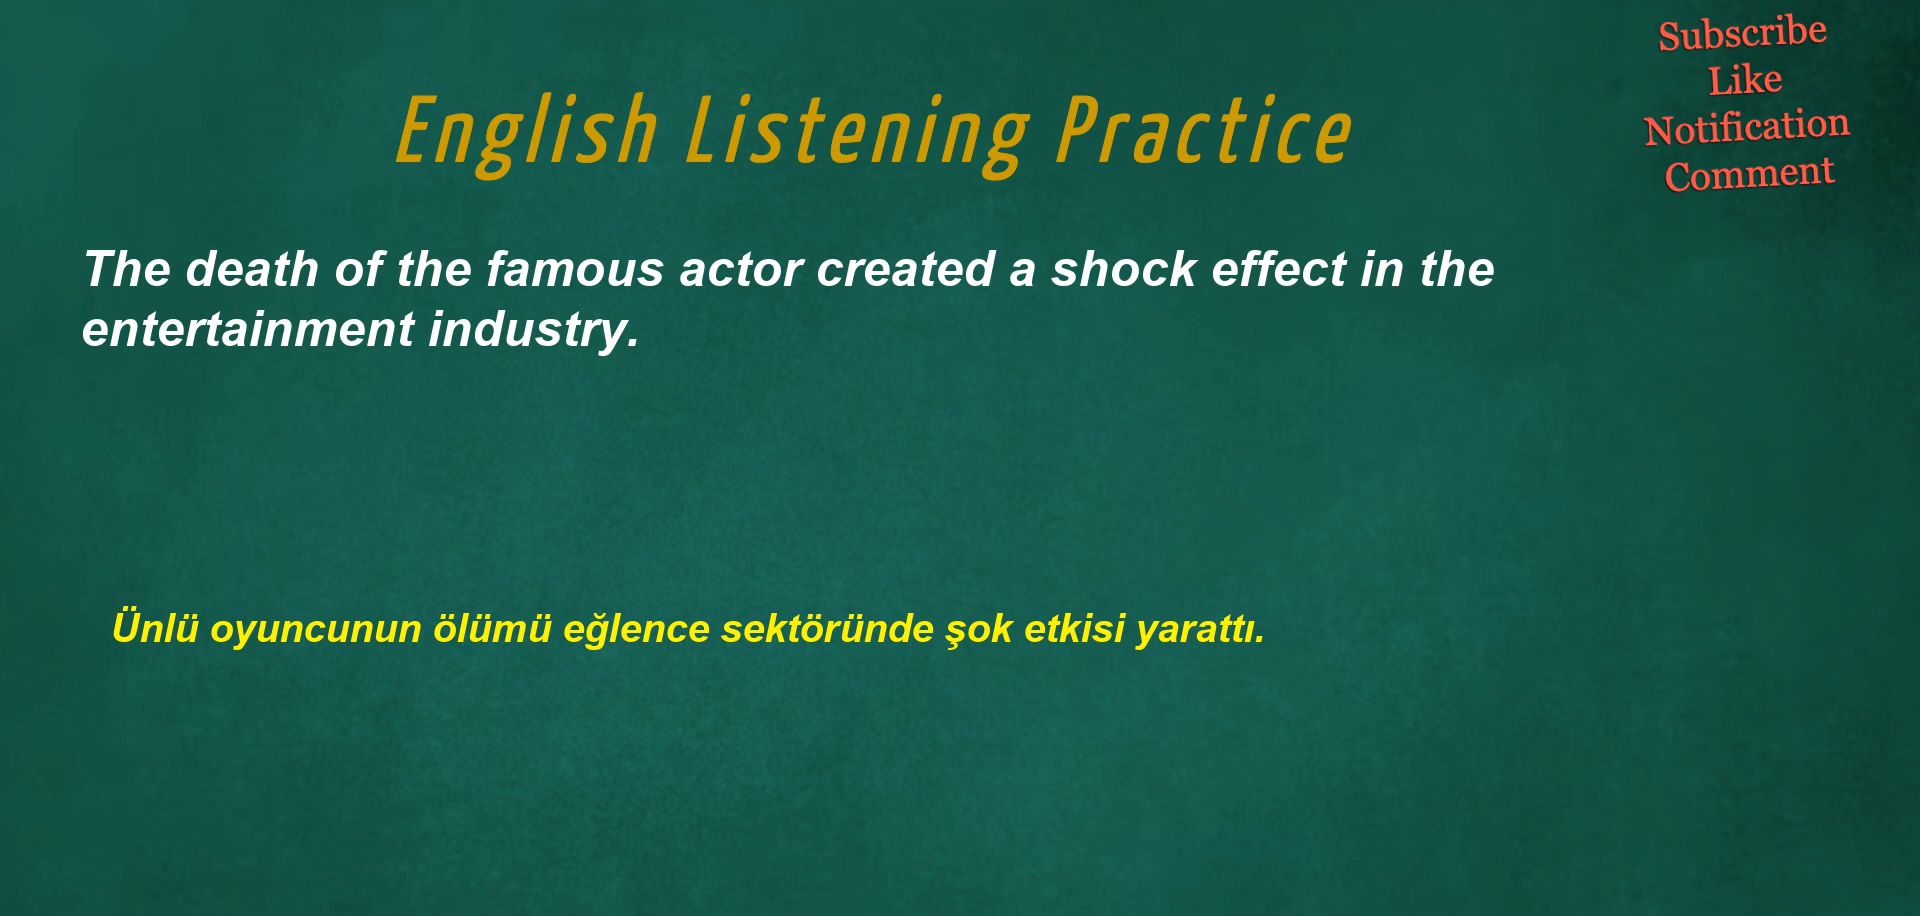 English Listening Practice
Subscribe
Like
Notification
Comment
The death of the famous actor created a shock effect in the
entertainment industry.
Ünlü oyuncunun ölümü eğlence sektöründe şok etkisi yarattı.